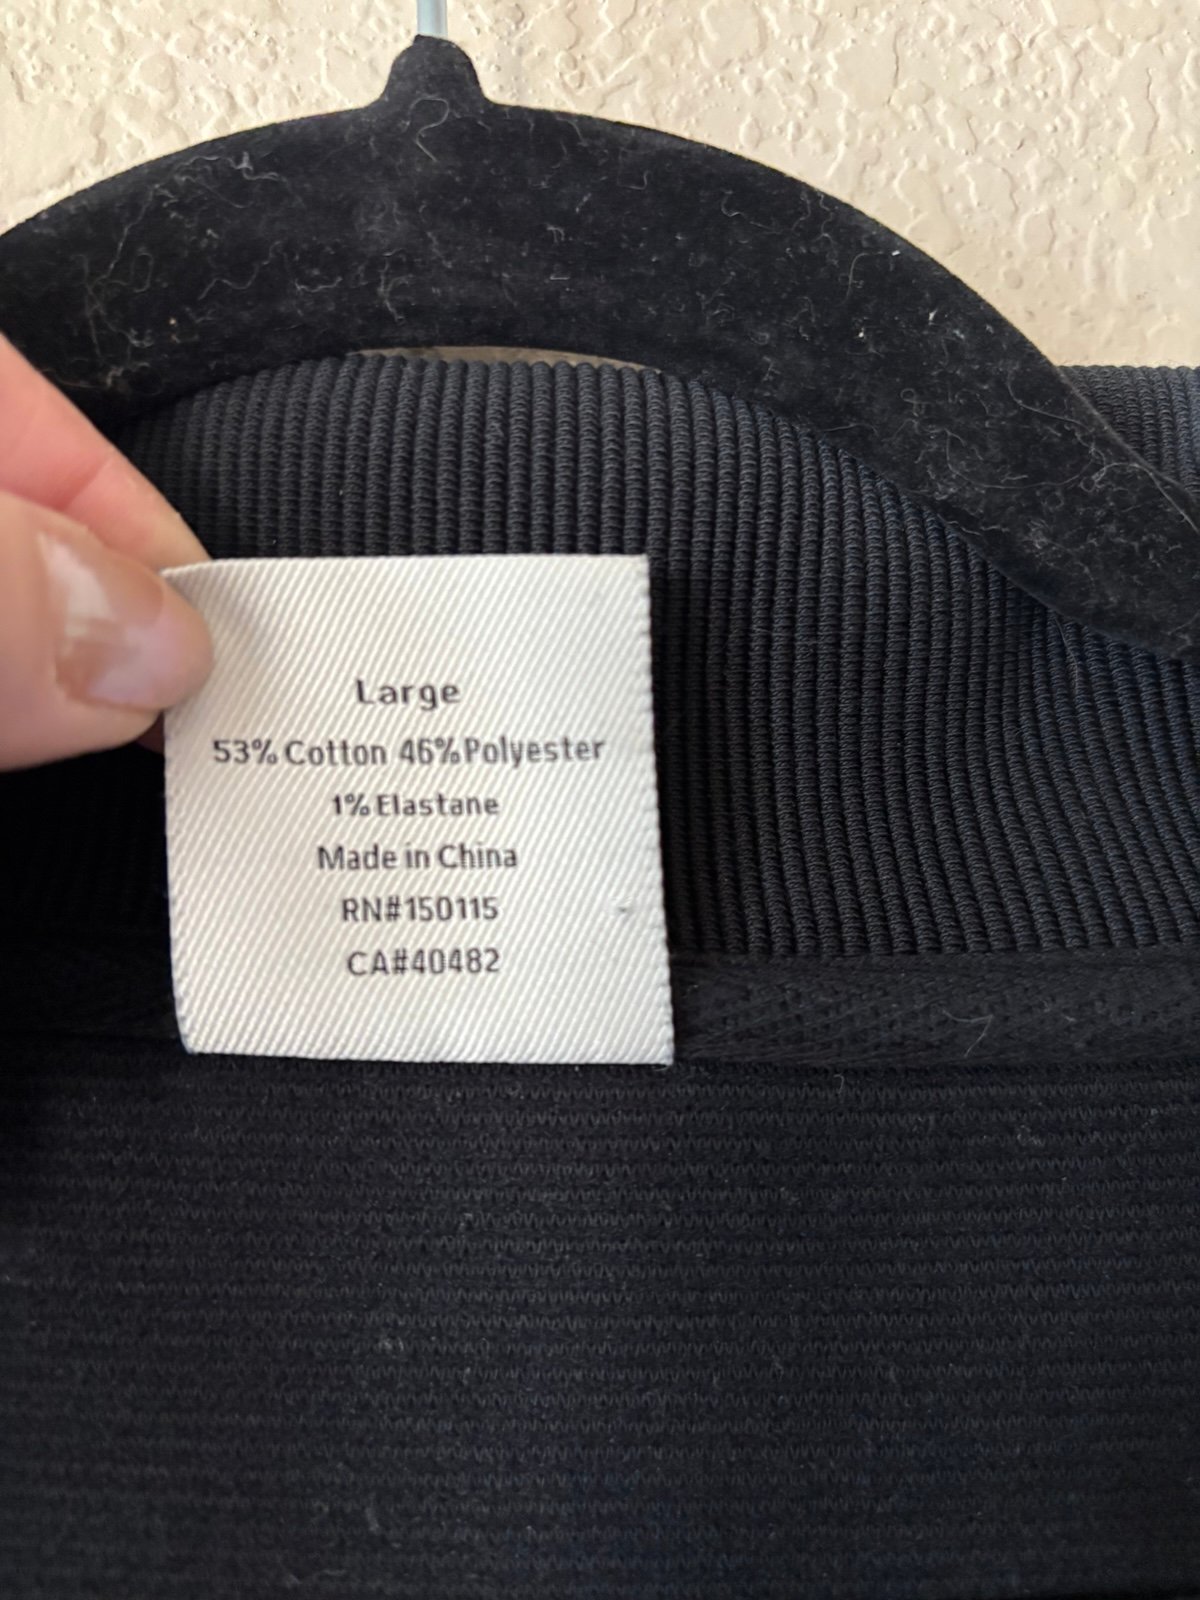 Large
53% Cotton 46% Polyester
1% Elastane
Made in China
RN#150115
CA#40482